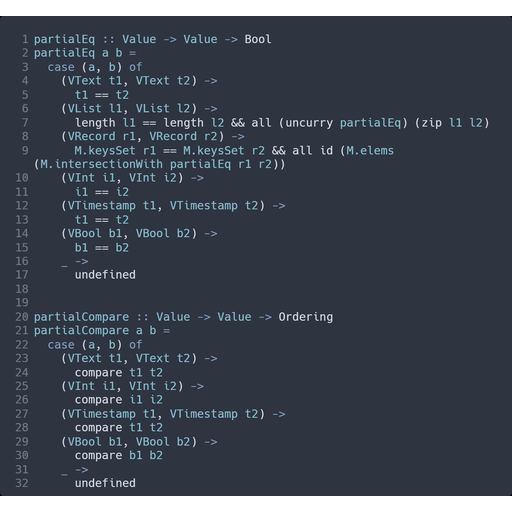 1 partialEq :: Value -> Value -> Bool
2 partialEq a b =
3   case (a, b) of
4     (VText t1, VText t2) ->
5       t1 == t2
6     (VList l1, VList l2) ->
7       length l1 == length l2 && all (uncurry partialEq) (zip l1 l2)
8     (VRecord r1, VRecord r2) ->
9       M.keysSet r1 == M.keysSet r2 && all id (M.elems
(M.intersectionWith partialEq r1 r2))
10     (VInt i1, VInt i2) ->
11       i1 == i2
12     (VTimestamp t1, VTimestamp t2) ->
13       t1 == t2
14     (VBool b1, VBool b2) ->
15       b1 == b2
16     _ ->
17       undefined
18
19
20 partialCompare :: Value -> Value -> Ordering
21 partialCompare a b =
22   case (a, b) of
23     (VText t1, VText t2) ->
24       compare t1 t2
25     (VInt i1, VInt i2) ->
26       compare i1 i2
27     (VTimestamp t1, VTimestamp t2) ->
28       compare t1 t2
29     (VBool b1, VBool b2) ->
30       compare b1 b2
31     _ ->
32       undefined